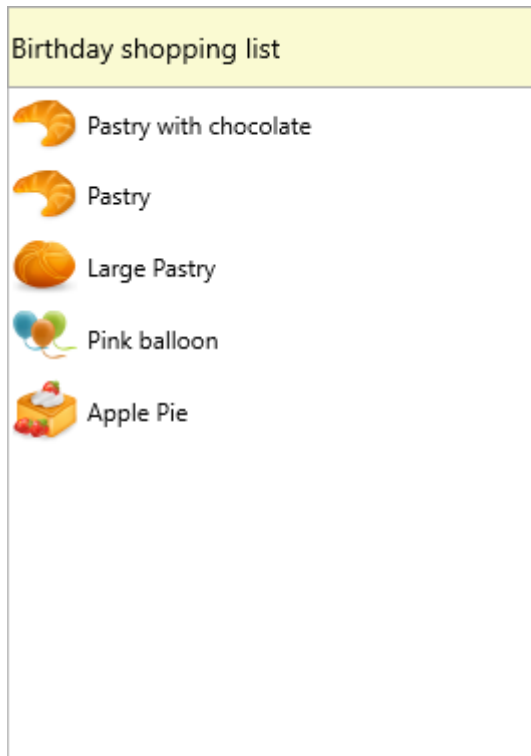 Birthday shopping list
Pastry with chocolate
Pastry
Large Pastry
Pink balloon
Apple Pie